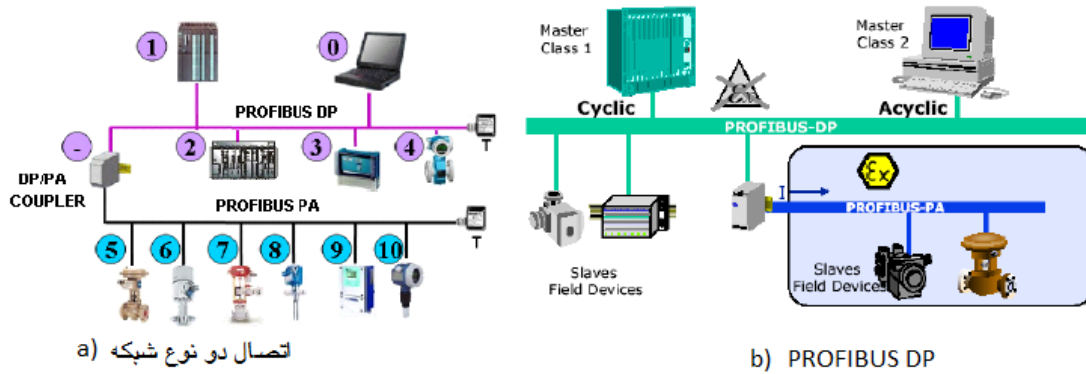 1
0
PROFIBUS DP
-
2
3
4
T
DP/PA
COUPLER
PROFIBUS PA
T
5
6
7
8
9
10
a) اتصال دو نوع شبکه
Master
Class 1
Master
Class 2
Ex
Cyclic
Acyclic
PROFIBUS-DP
Ex
I
PROFIBUS-PA
Slaves
Field Devices
Slaves
Field Devices
b) PROFIBUS DP